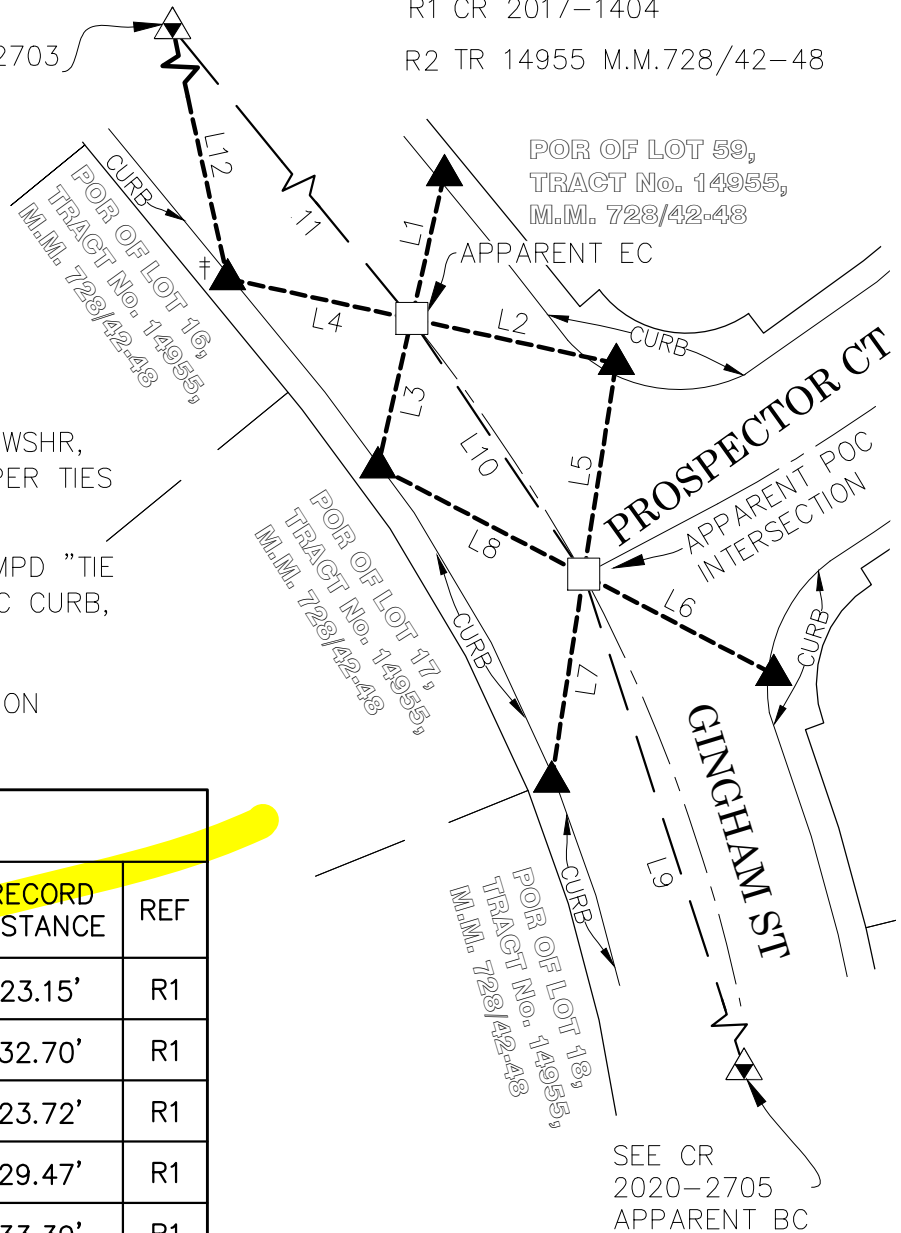 R1 CR 2017-1404
2703
R2 TR 14955 M.M.728/42-48
POR OF LOT 59,
TRACT No. 14955,
M.M. 728/42-48
L12
CURB
L1
11
APPARENT EC
POR OF LOT 16,
TRACT No. 14955,
M.M. 728/42-48
‡
L4
L2
CURB
PROSPECTOR CT
L3
L10
L5
WSHR,
PER TIES
APPARENT POC
INTERSECTION
POR OF LOT 17,
TRACT No. 14955,
M.M. 728/42-48
L8
MPD "TIE
C CURB,
L6
CURB
CURB
L7
ON
GINGHAM ST
L9
CURB
POR OF LOT 18,
TRACT No. 14955,
M.M. 728/42-48
RECORD
STANCE
REF
23.15' R1
32.70' R1
23.72' R1
29.47' R1
33.39' R1
SEE CR
2020-2705
APPARENT BC